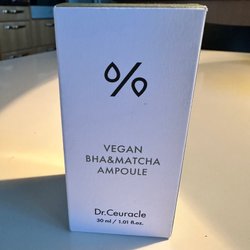 %
VEGAN
BHA&MATCHA
AMPOULE
Dr.Ceuracle
30 ml / 1.01 fl.oz.